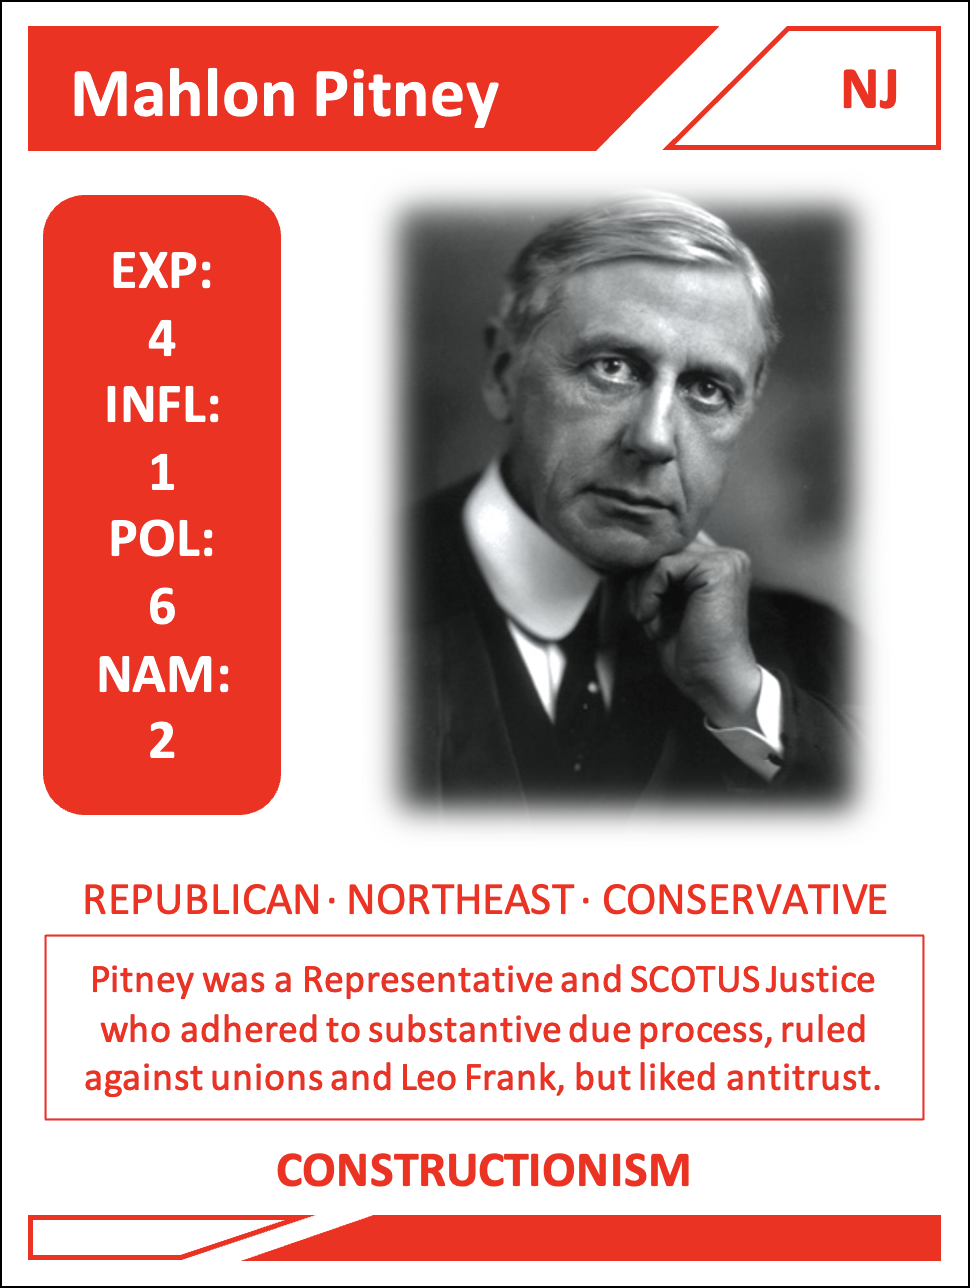 Mahlon Pitney
NJ
EXP:
4
INFL:
1
POL:
6
NAM:
2
REPUBLICAN · NORTHEAST · CONSERVATIVE
Pitney was a Representative and SCOTUS Justice
who adhered to substantive due process, ruled
against unions and Leo Frank, but liked antitrust.
CONSTRUCTIONISM